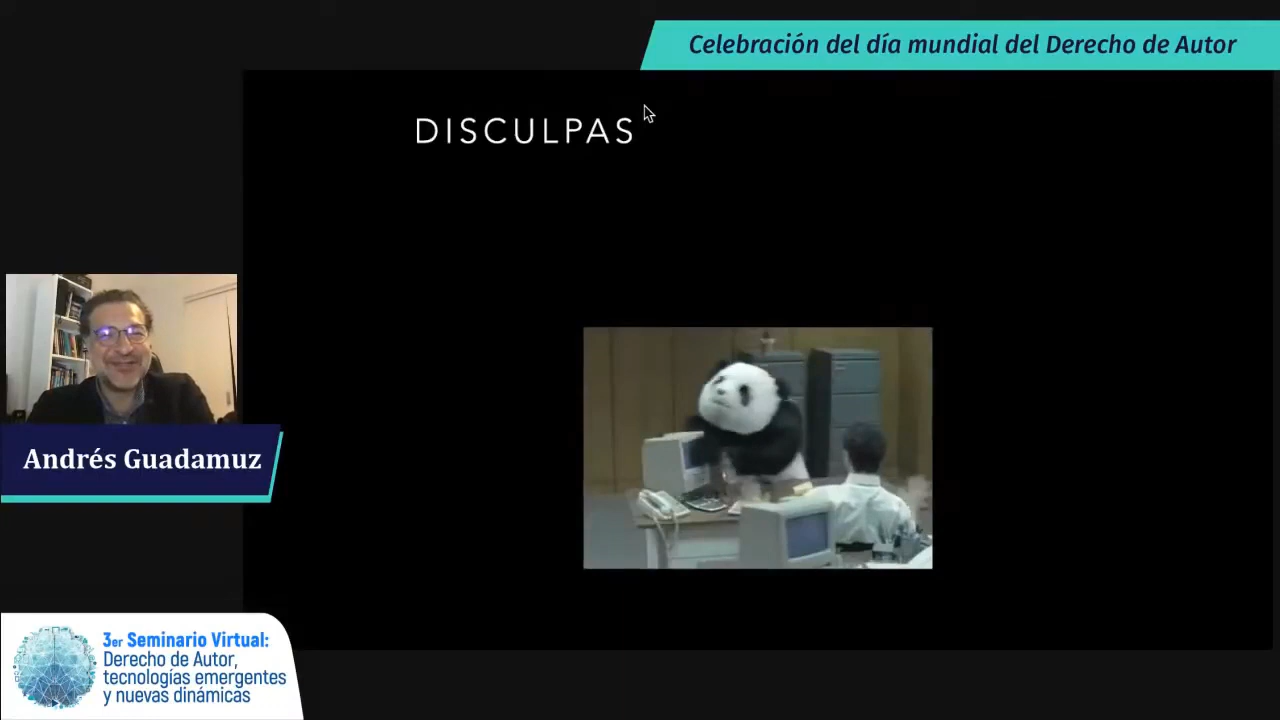 Celebración del día mundial del Derecho de Autor
DISCULPAS
Andrés Guadamuz
3er Seminario Virtual:
Derecho de Autor,
tecnologías emergentes
y nuevas dinámicas